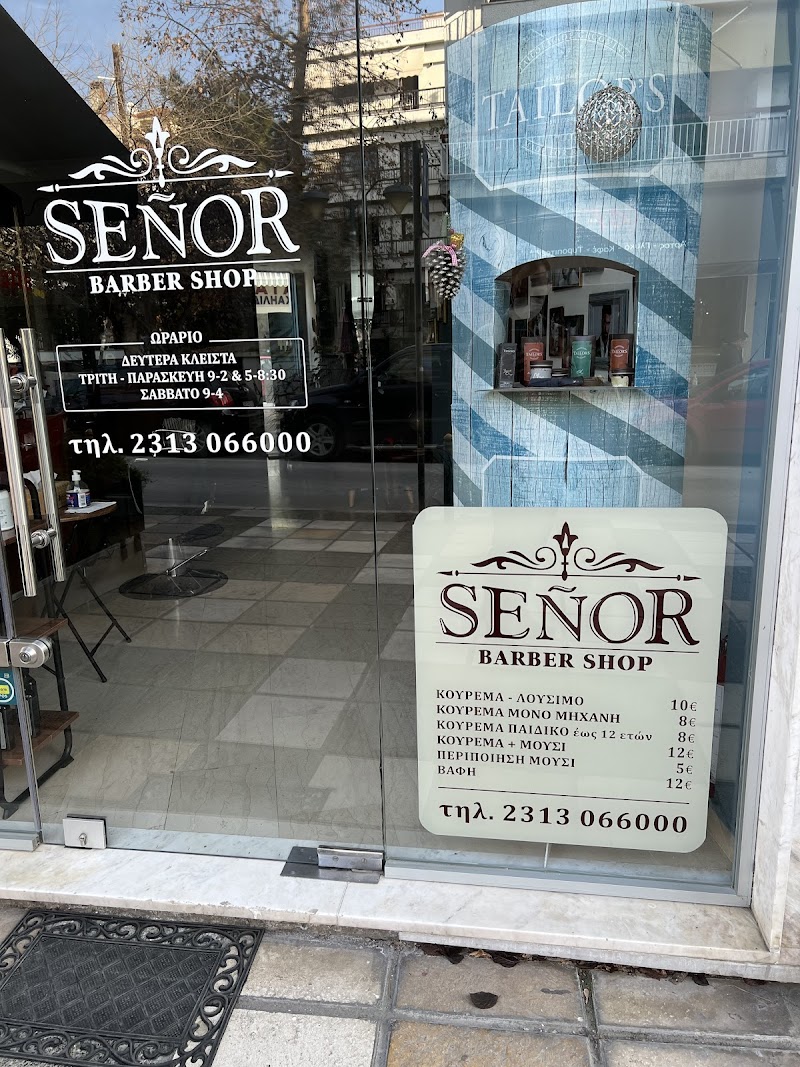 SEÑOR
BARBER SHOP
ΩΡΑΡΙΟ
ΔΕΥΤΕΡΑ ΚΛΕΙΣΤΑ
ΤΡΙΤΗ - ΠΑΡΑΣΚΕΥΗ 9-2 & 5-8:30
ΣΑΒΒΑΤΟ 9-4
τηλ. 2313 066000
TAILOR'S
SEÑOR
BARBER SHOP
ΚΟΥΡΕΜΑ - ΛΟΥΣΙΜΟ 10€
ΚΟΥΡΕΜΑ ΜΟΝΟ ΜΗΧΑΝΗ 8€
ΚΟΥΡΕΜΑ ΠΑΙΔΙΚΟ έως 12 ετών 8€
ΚΟΥΡΕΜΑ + ΜΟΥΣΙ 12€
ΠΕΡΙΠΟΙΗΣΗ ΜΟΥΣΙ 5€
ΒΑΦΗ 12€
τηλ. 2313 066000